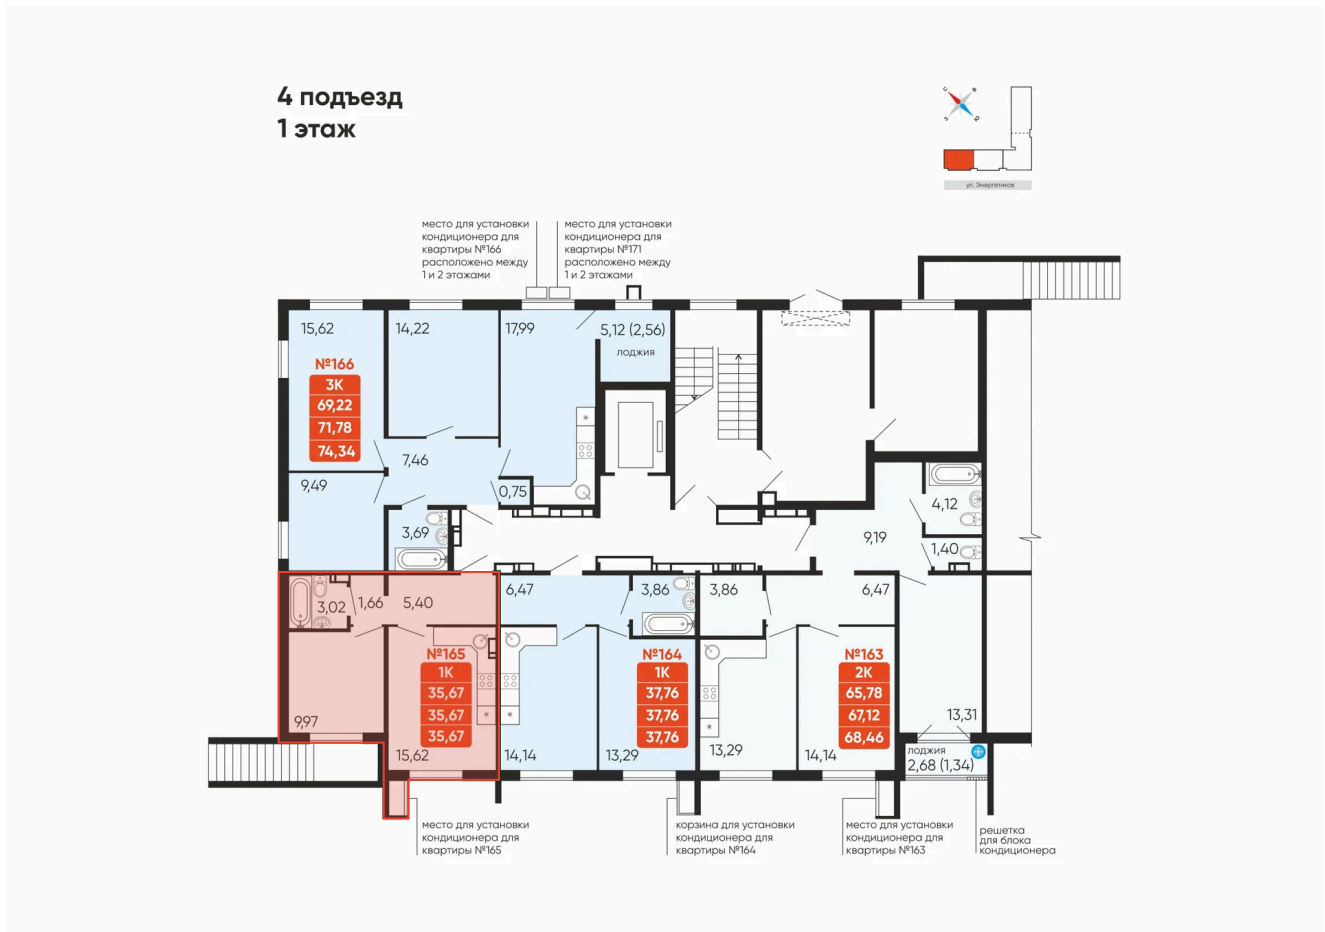 4 подъезд
1 этаж
С
В
З
Ю
ул. Энергетиков
место для установки
кондиционера для
квартиры №166
расположено между
1 и 2 этажами
место для установки
кондиционера для
квартиры №171
расположено между
1 и 2 этажами
15,62
14,22
17,99
5,12 (2,56)
лоджия
№166
3К
69,22
71,78
74,34
7,46
9,49
0,75
3,69
4,12
9,19
1,40
3,02
1,66
5,40
6,47
3,86
3,86
6,47
№165
1К
35,67
35,67
35,67
№164
1К
37,76
37,76
37,76
№163
2К
65,78
67,12
68,46
9,97
15,62
14,14
13,29
13,29
14,14
13,31
лоджия
2,68 (1,34)
место для установки
кондиционера для
квартиры №165
корзина для установки
кондиционера для
квартиры №164
место для установки
кондиционера для
квартиры №163
решетка
для блока
кондиционера